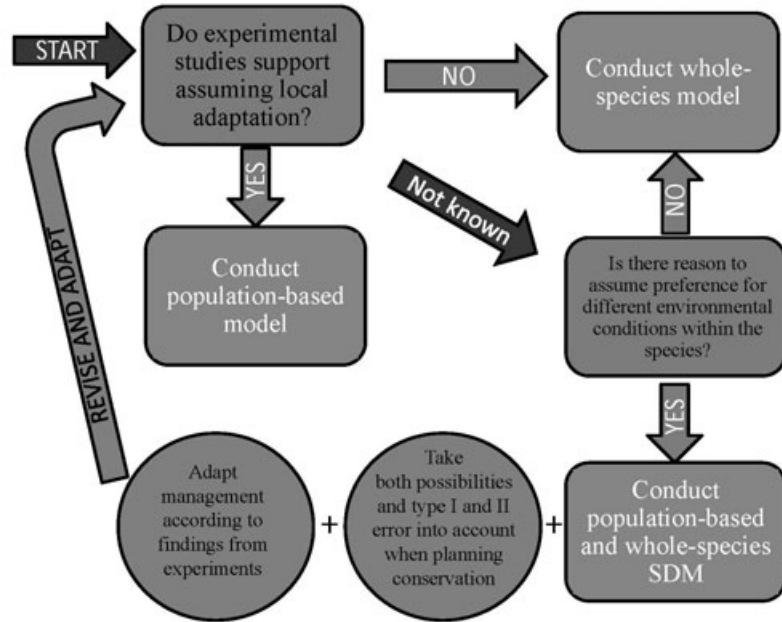 START
Do experimental
studies support
assuming local
adaptation?
NO
Conduct whole-
species model
YES
Not known
NO
Conduct
population-based
model
Is there reason to
assume preference for
different environmental
conditions within the
species?
REVISE AND ADAPT
YES
Adapt
management
according to
findings from
experiments
+
Take
both possibilities
and type I and II
error into account
when planning
conservation
+
Conduct
population-based
and whole-species
SDM